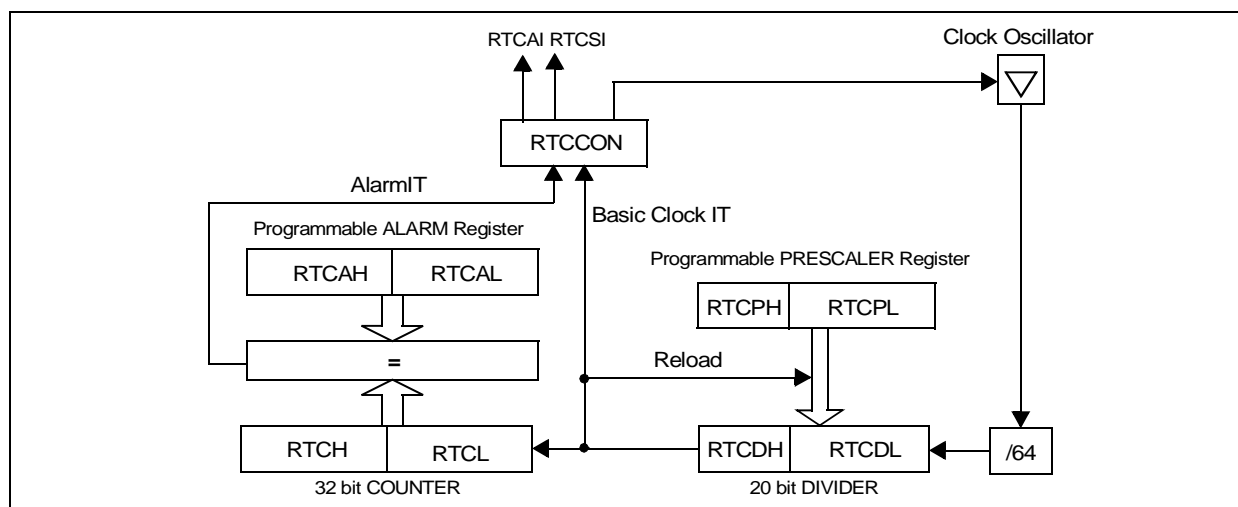 RTCAI RTCSI
Clock Oscillator
RTCCON
AlarmIT
Basic Clock IT
Programmable ALARM Register
RTCAH RTCAL
Programmable PRESCALER Register
RTCPH RTCPL
=
Reload
RTCH RTCL
RTCDH RTCDL
/64
32 bit COUNTER
20 bit DIVIDER